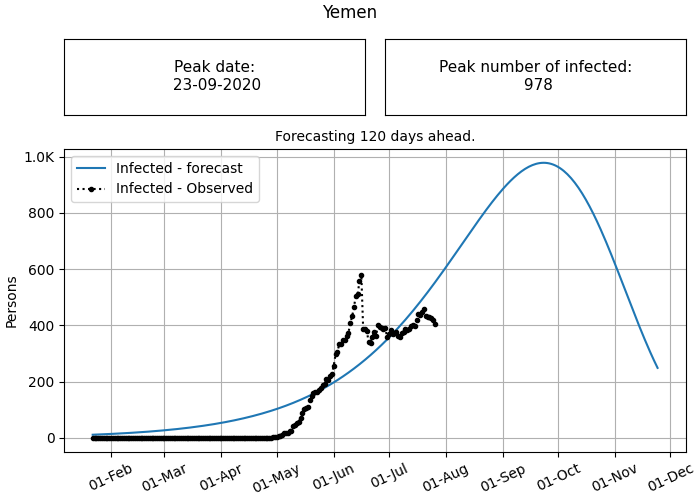 Yemen
Peak date:
23-09-2020
Peak number of infected:
978
Forecasting 120 days ahead.
Infected - forecast
Infected - Observed
Persons
1.0K
800
600
400
200
0
01-Feb
01-Mar
01-Apr
01-May
01-Jun
01-Jul
01-Aug
01-Sep
01-Oct
01-Nov
01-Dec